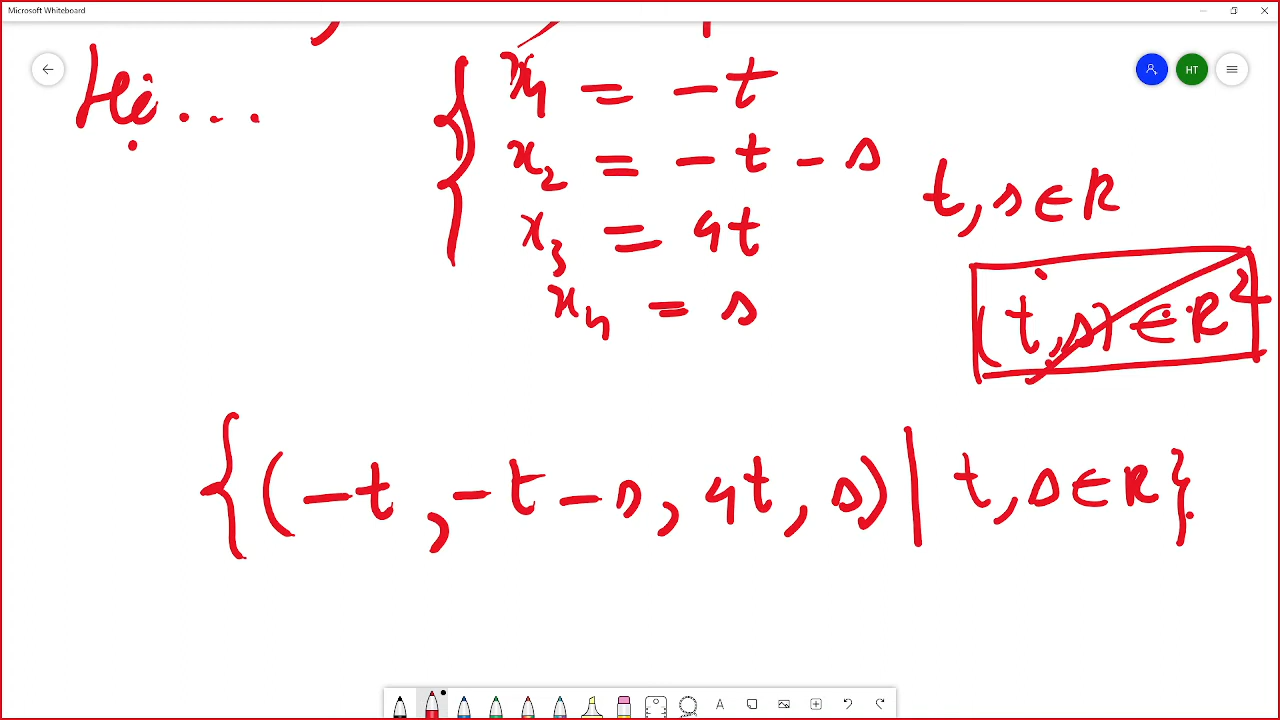 Microsoft Whiteboard
HT
Hệ...
x₁ = -t
x₂ = -t - s
t, s ∈ R
x₃ = 4t
(t, s) ∈ R²
x₄ = s
{(-t, -t - s, 4t, s) | t, s ∈ R}
A